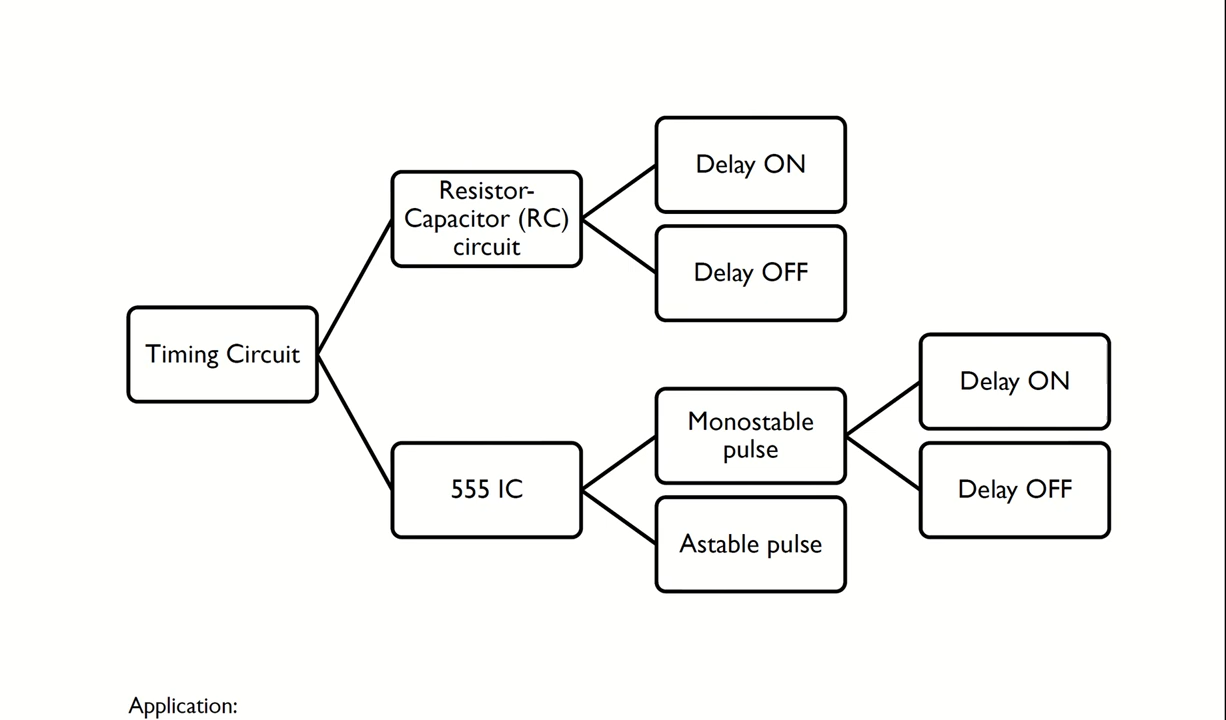 Timing Circuit
Resistor-
Capacitor (RC)
circuit
Delay ON
Delay OFF
555 IC
Monostable
pulse
Delay ON
Delay OFF
Astable pulse
Application: